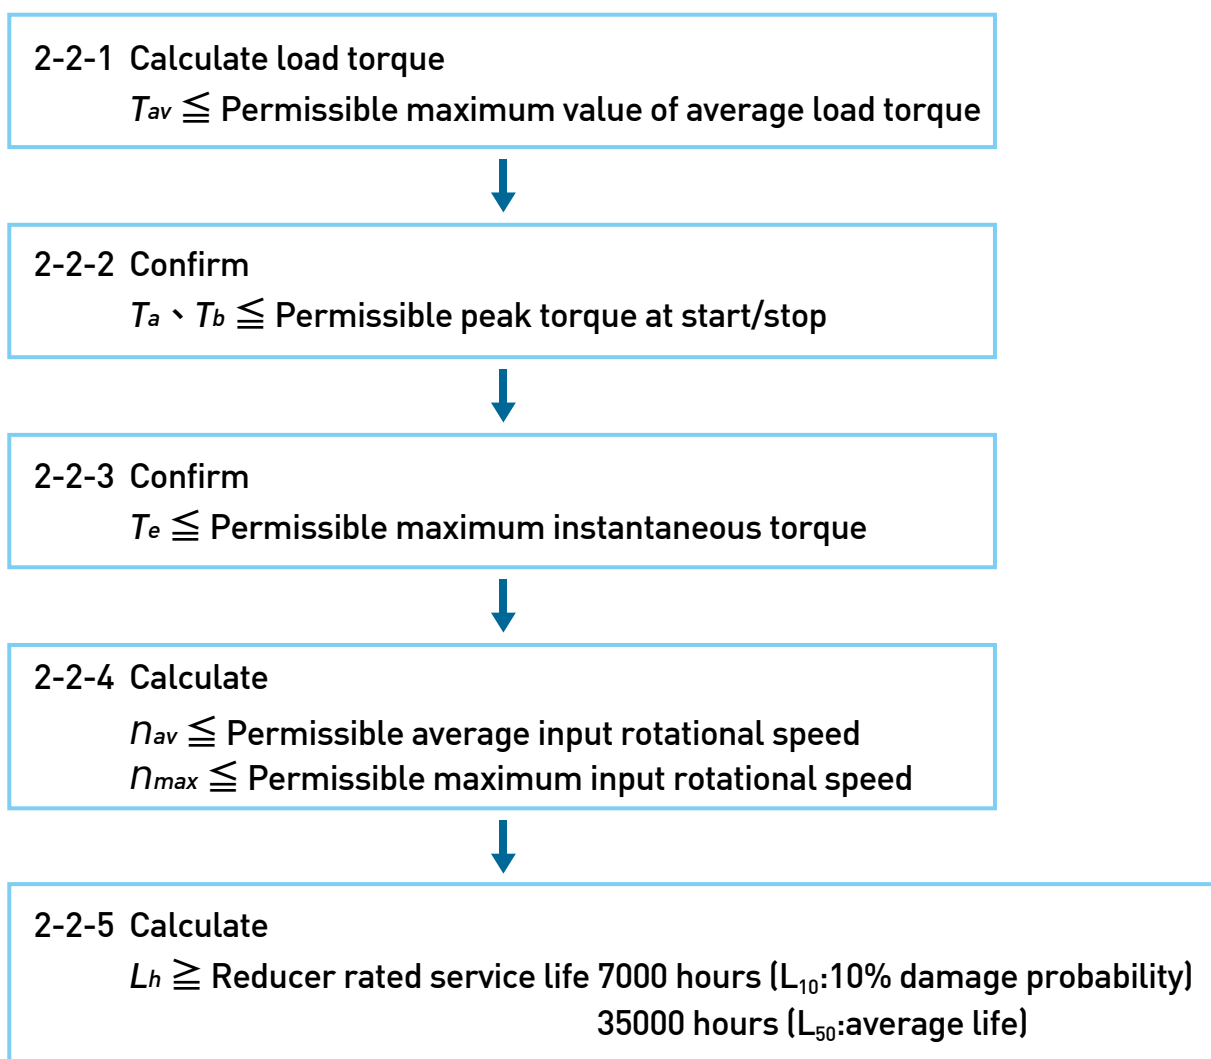 2-2-1 Calculate load torque
Tav ≦ Permissible maximum value of average load torque
2-2-2 Confirm
Ta、Tb ≦ Permissible peak torque at start/stop
2-2-3 Confirm
Te ≦ Permissible maximum instantaneous torque
2-2-4 Calculate
nav ≦ Permissible average input rotational speed
nmax ≦ Permissible maximum input rotational speed
2-2-5 Calculate
Lh ≧ Reducer rated service life 7000 hours (L₁₀:10% damage probability)
35000 hours (L₅₀:average life)